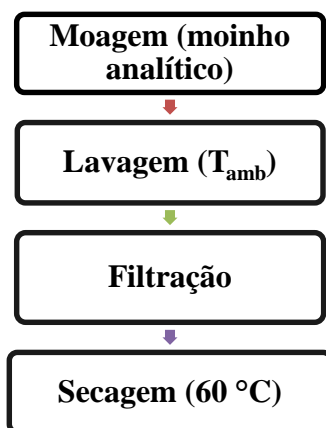 Moagem (moinho
analítico)
Lavagem (Tamb)
Filtração
Secagem (60 °C)